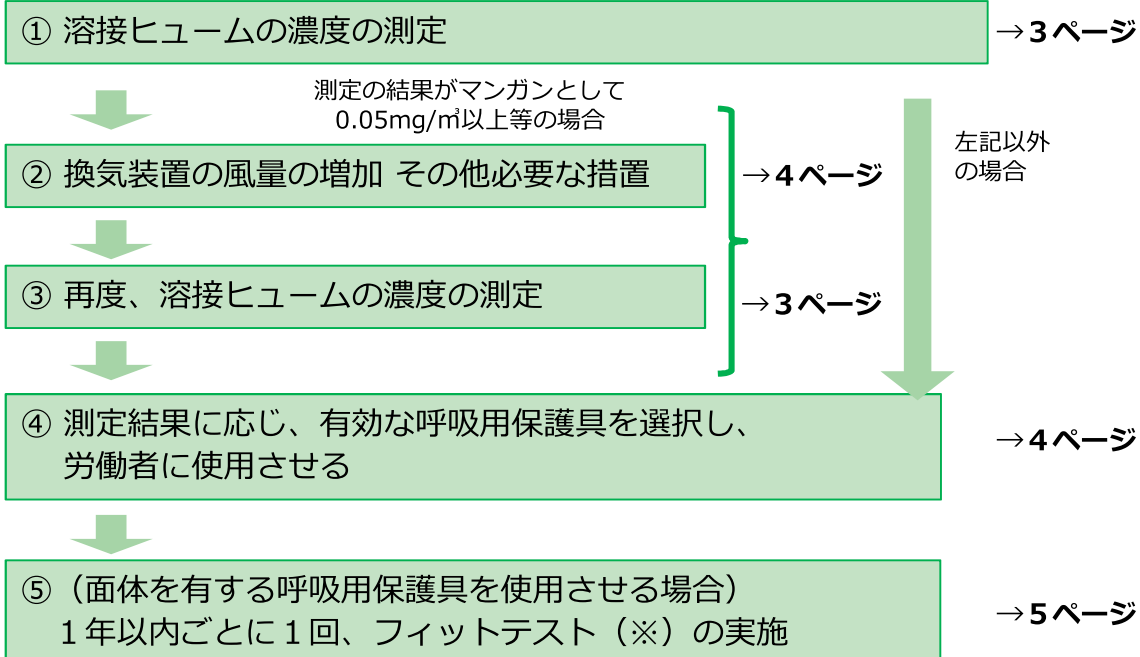 ① 溶接ヒュームの濃度の測定
→3ページ
測定の結果がマンガンとして
0.05mg/㎥以上等の場合
左記以外
の場合
② 換気装置の風量の増加 その他必要な措置
→4ページ
③ 再度、溶接ヒュームの濃度の測定
→3ページ
④ 測定結果に応じ、有効な呼吸用保護具を選択し、
労働者に使用させる
→4ページ
⑤（面体を有する呼吸用保護具を使用させる場合）
１年以内ごとに１回、フィットテスト（※）の実施
→5ページ